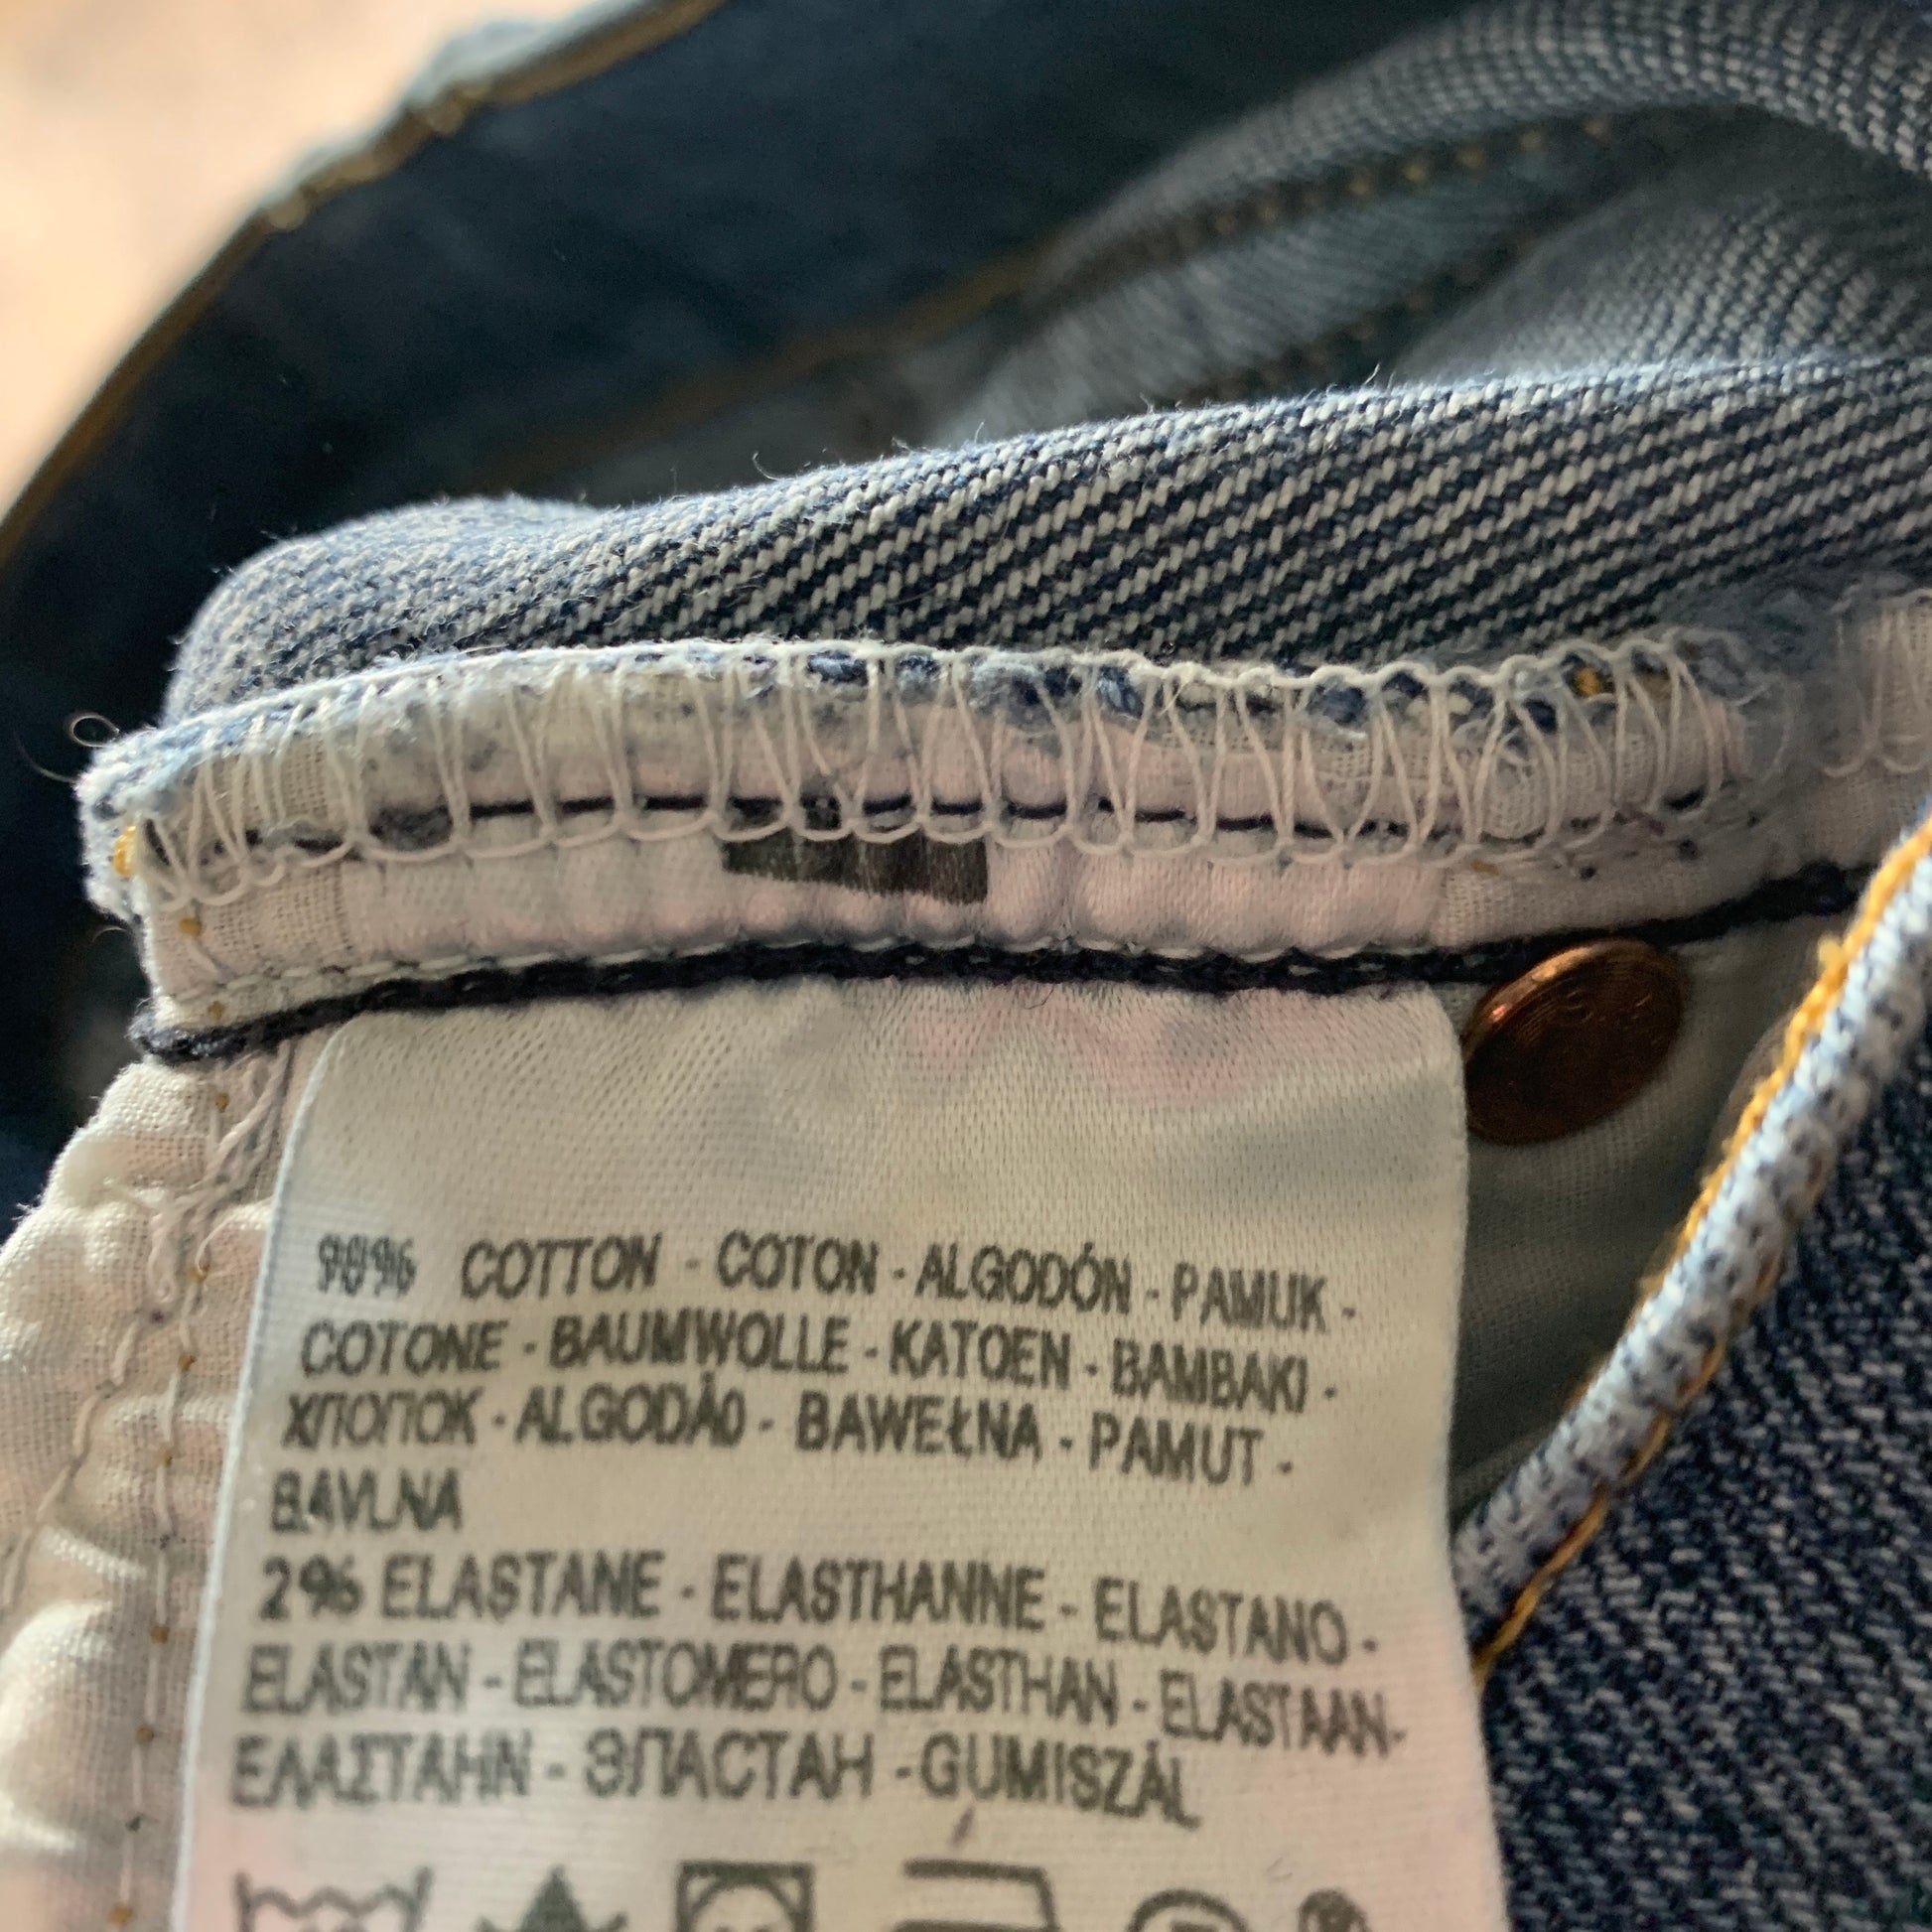 98% COTTON - COTON - ALGODÓN - PAMUK -
COTONE - BAUMWOLLE - KATOEN - BAMBAKI -
ХЛОПОК - ALGODÃO - BAWEŁNA - PAMUT -
BAVLNA
2% ELASTANE - ELASTHANNE - ELASTANO -
ELASTAN - ELASTOMERO - ELASTHAN - ELASTAAN-
ΕΛΑΣΤΑΗΝ - ЭЛАСТАН - GUMISZÁL